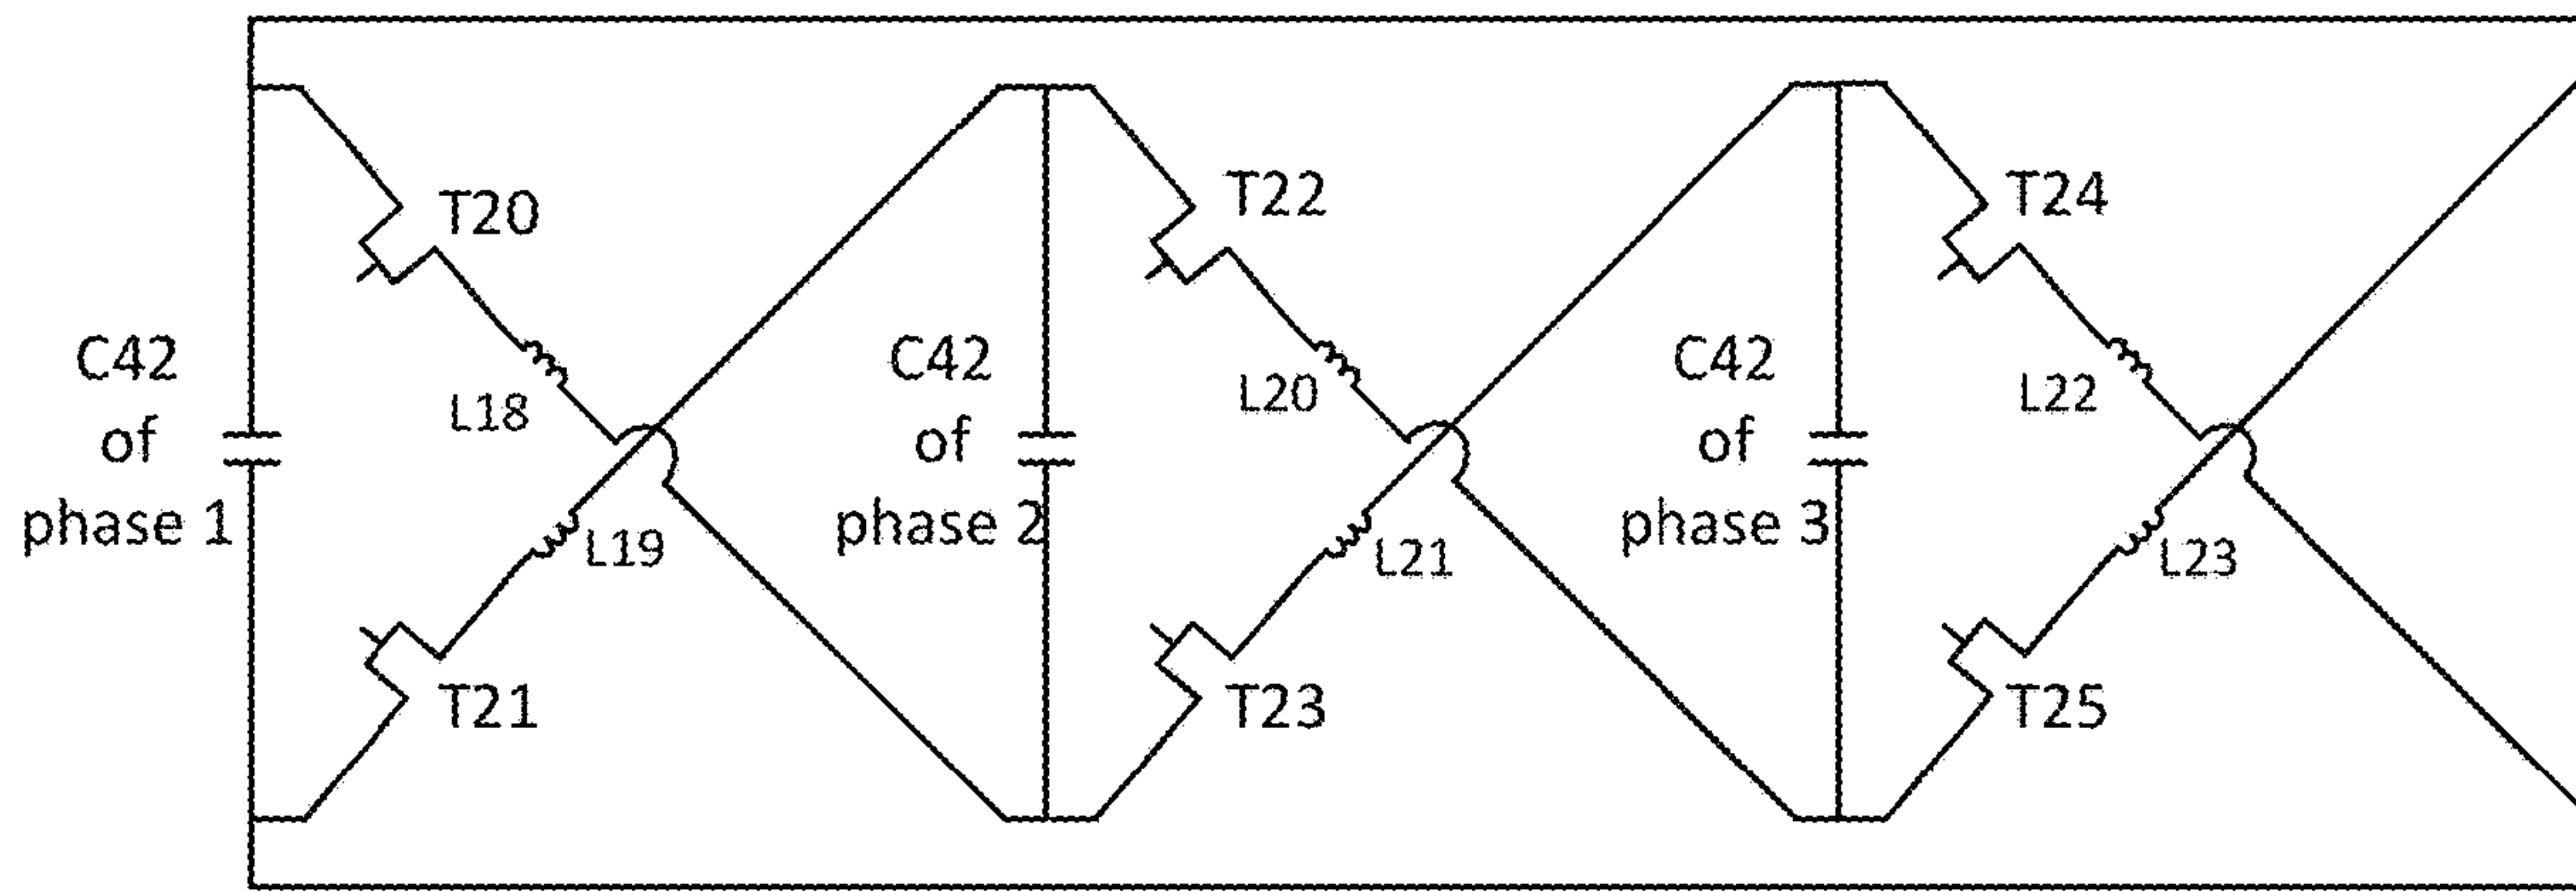 T20
T22
T24
C42
of
phase 1
L18
C42
of
phase 2
L20
C42
of
phase 3
L22
L19
L21
L23
T21
T23
T25